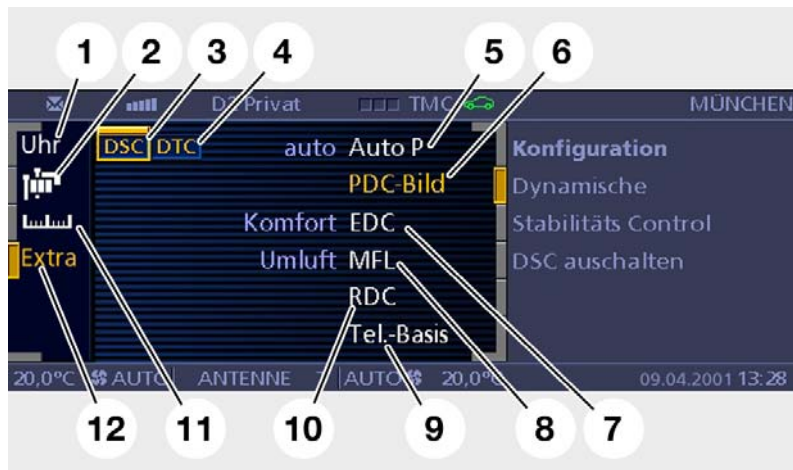 1 2 3 4 5 6
D2 Privat TMC MÜNCHEN
Uhr DSC DTC auto Auto P Konfiguration
PDC-Bild Dynamische
Komfort EDC Stabilitäts Control
Extra Umluft MFL DSC auschalten
RDC
Tel.-Basis
20,0°C AUTO ANTENNE T AUTO 20,0°C 09.04.2001 13:28
12 11 10 9 8 7